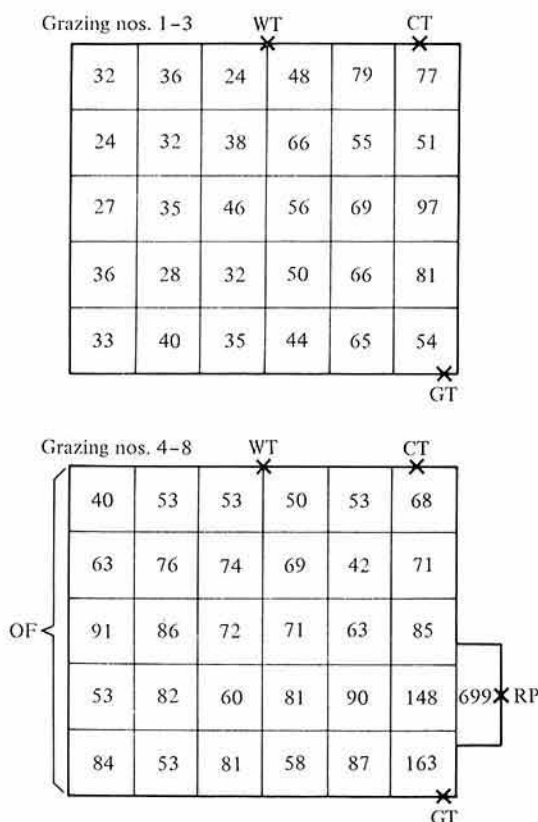 Grazing nos. 1–3 WT CT
32 36 24 48 79 77
24 32 38 66 55 51
27 35 46 56 69 97
36 28 32 50 66 81
33 40 35 44 65 54
GT
Grazing nos. 4–8 WT CT
40 53 53 50 53 68
63 76 74 69 42 71
OF 91 86 72 71 63 85
53 82 60 81 90 148 699 RP
84 53 81 58 87 163
GT